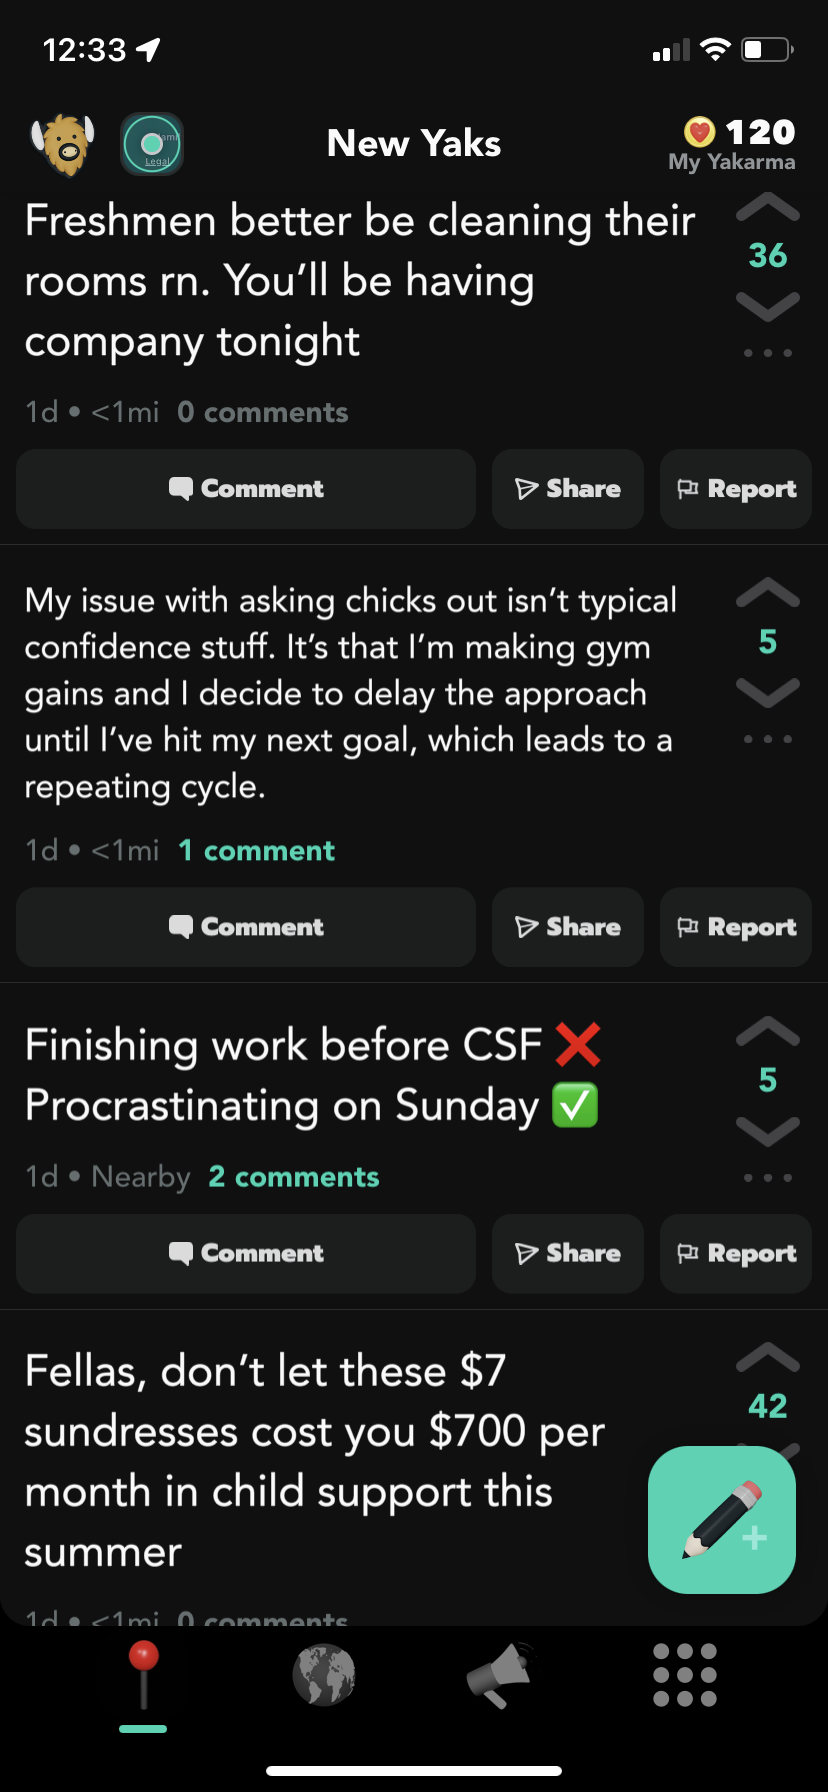 12:33
New Yaks
120
My Yakarma
Legal
Freshmen better be cleaning their
rooms rn. You’ll be having
company tonight
36
1d • <1mi 0 comments
Comment
Share
Report
My issue with asking chicks out isn’t typical
confidence stuff. It’s that I’m making gym
gains and I decide to delay the approach
until I’ve hit my next goal, which leads to a
repeating cycle.
5
1d • <1mi 1 comment
Comment
Share
Report
Finishing work before CSF ❌
Procrastinating on Sunday ✅
5
1d • Nearby 2 comments
Comment
Share
Report
Fellas, don’t let these $7
sundresses cost you $700 per
month in child support this
summer
42
1d • <1mi 0 comments